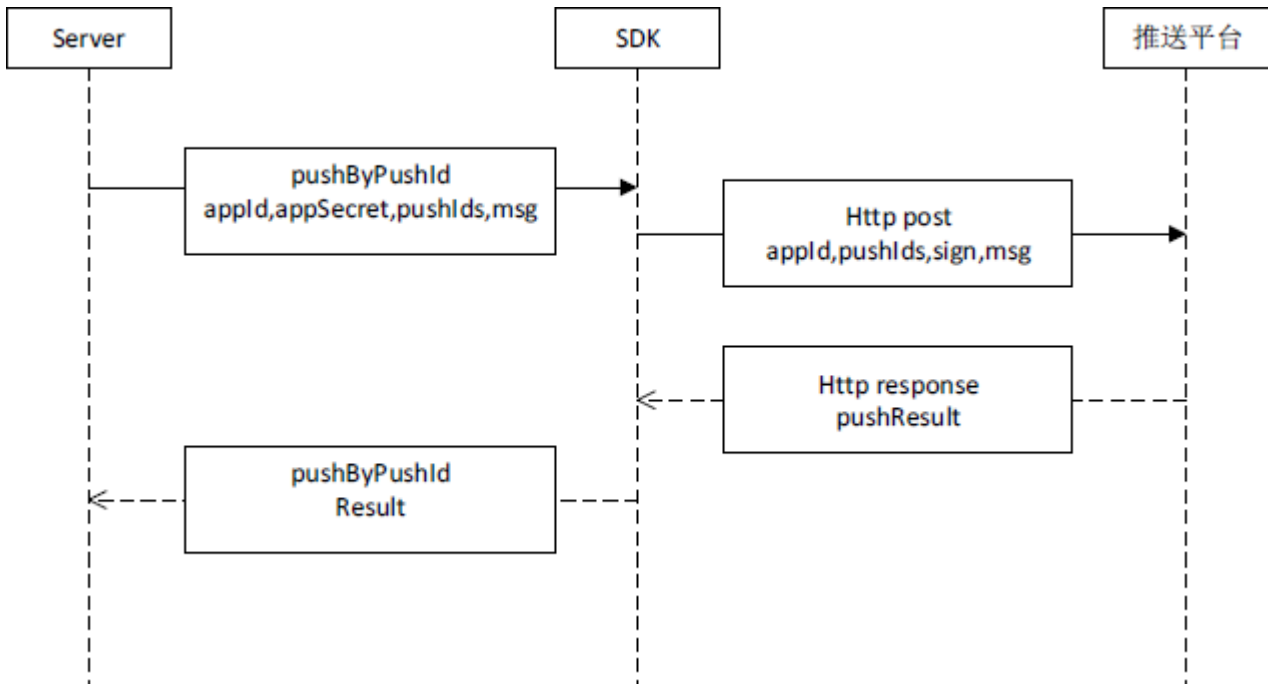 Server
SDK
推送平台
pushByPushId
appId,appSecret,pushIds,msg
Http post
appId,pushIds,sign,msg
Http response
pushResult
pushByPushId
Result